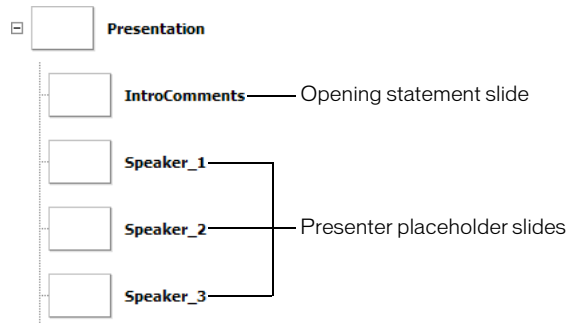 Presentation
IntroComments
Opening statement slide
Speaker_1
Speaker_2
Presenter placeholder slides
Speaker_3